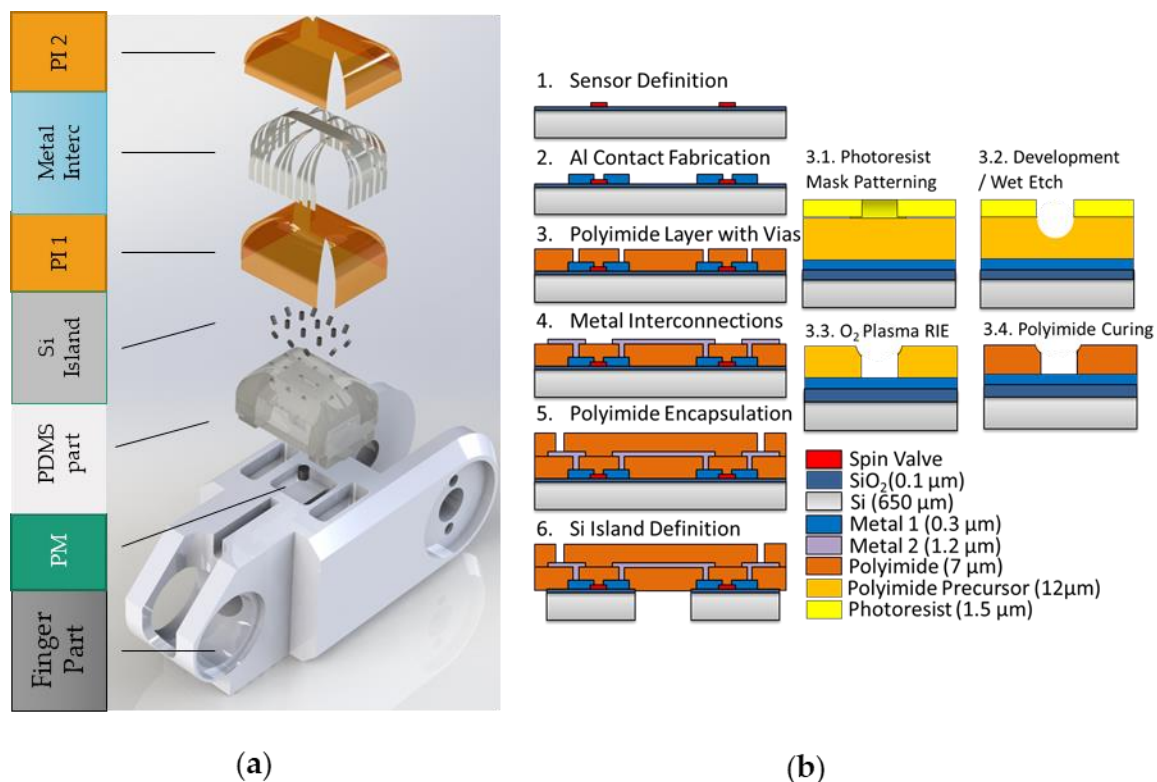 PI 2
Metal
Interc
PI 1
Si
Island
PDMS
part
PM
Finger
Part
(a)
1. Sensor Definition
2. Al Contact Fabrication
3. Polyimide Layer with Vias
4. Metal Interconnections
5. Polyimide Encapsulation
6. Si Island Definition
3.1. Photoresist
Mask Patterning
3.2. Development
/ Wet Etch
3.3. O₂ Plasma RIE
3.4. Polyimide Curing
Spin Valve
SiO₂(0.1 μm)
Si (650 μm)
Metal 1 (0.3 μm)
Metal 2 (1.2 μm)
Polyimide (7 μm)
Polyimide Precursor (12μm)
Photoresist (1.5 μm)
(b)